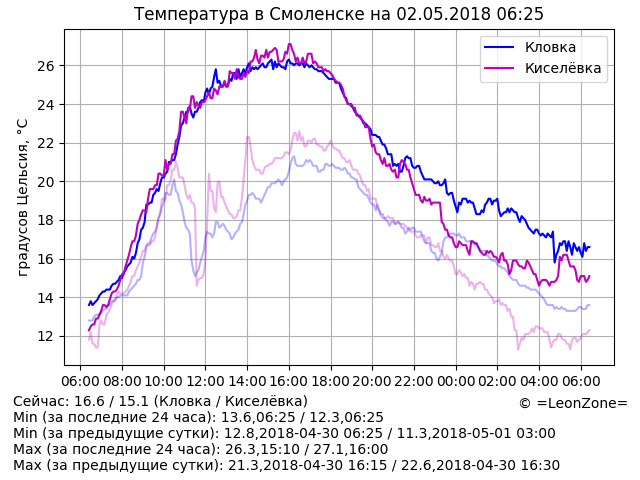 Температура в Смоленске на 02.05.2018 06:25
градусов Цельсия, °C
Кловка
Киселёвка
26
24
22
20
18
16
14
12
06:00 08:00 10:00 12:00 14:00 16:00 18:00 20:00 22:00 00:00 02:00 04:00 06:00
Сейчас: 16.6 / 15.1 (Кловка / Киселёвка)
© =LeonZone=
Min (за последние 24 часа): 13.6,06:25 / 12.3,06:25
Min (за предыдущие сутки): 12.8,2018-04-30 06:25 / 11.3,2018-05-01 03:00
Max (за последние 24 часа): 26.3,15:10 / 27.1,16:00
Max (за предыдущие сутки): 21.3,2018-04-30 16:15 / 22.6,2018-04-30 16:30